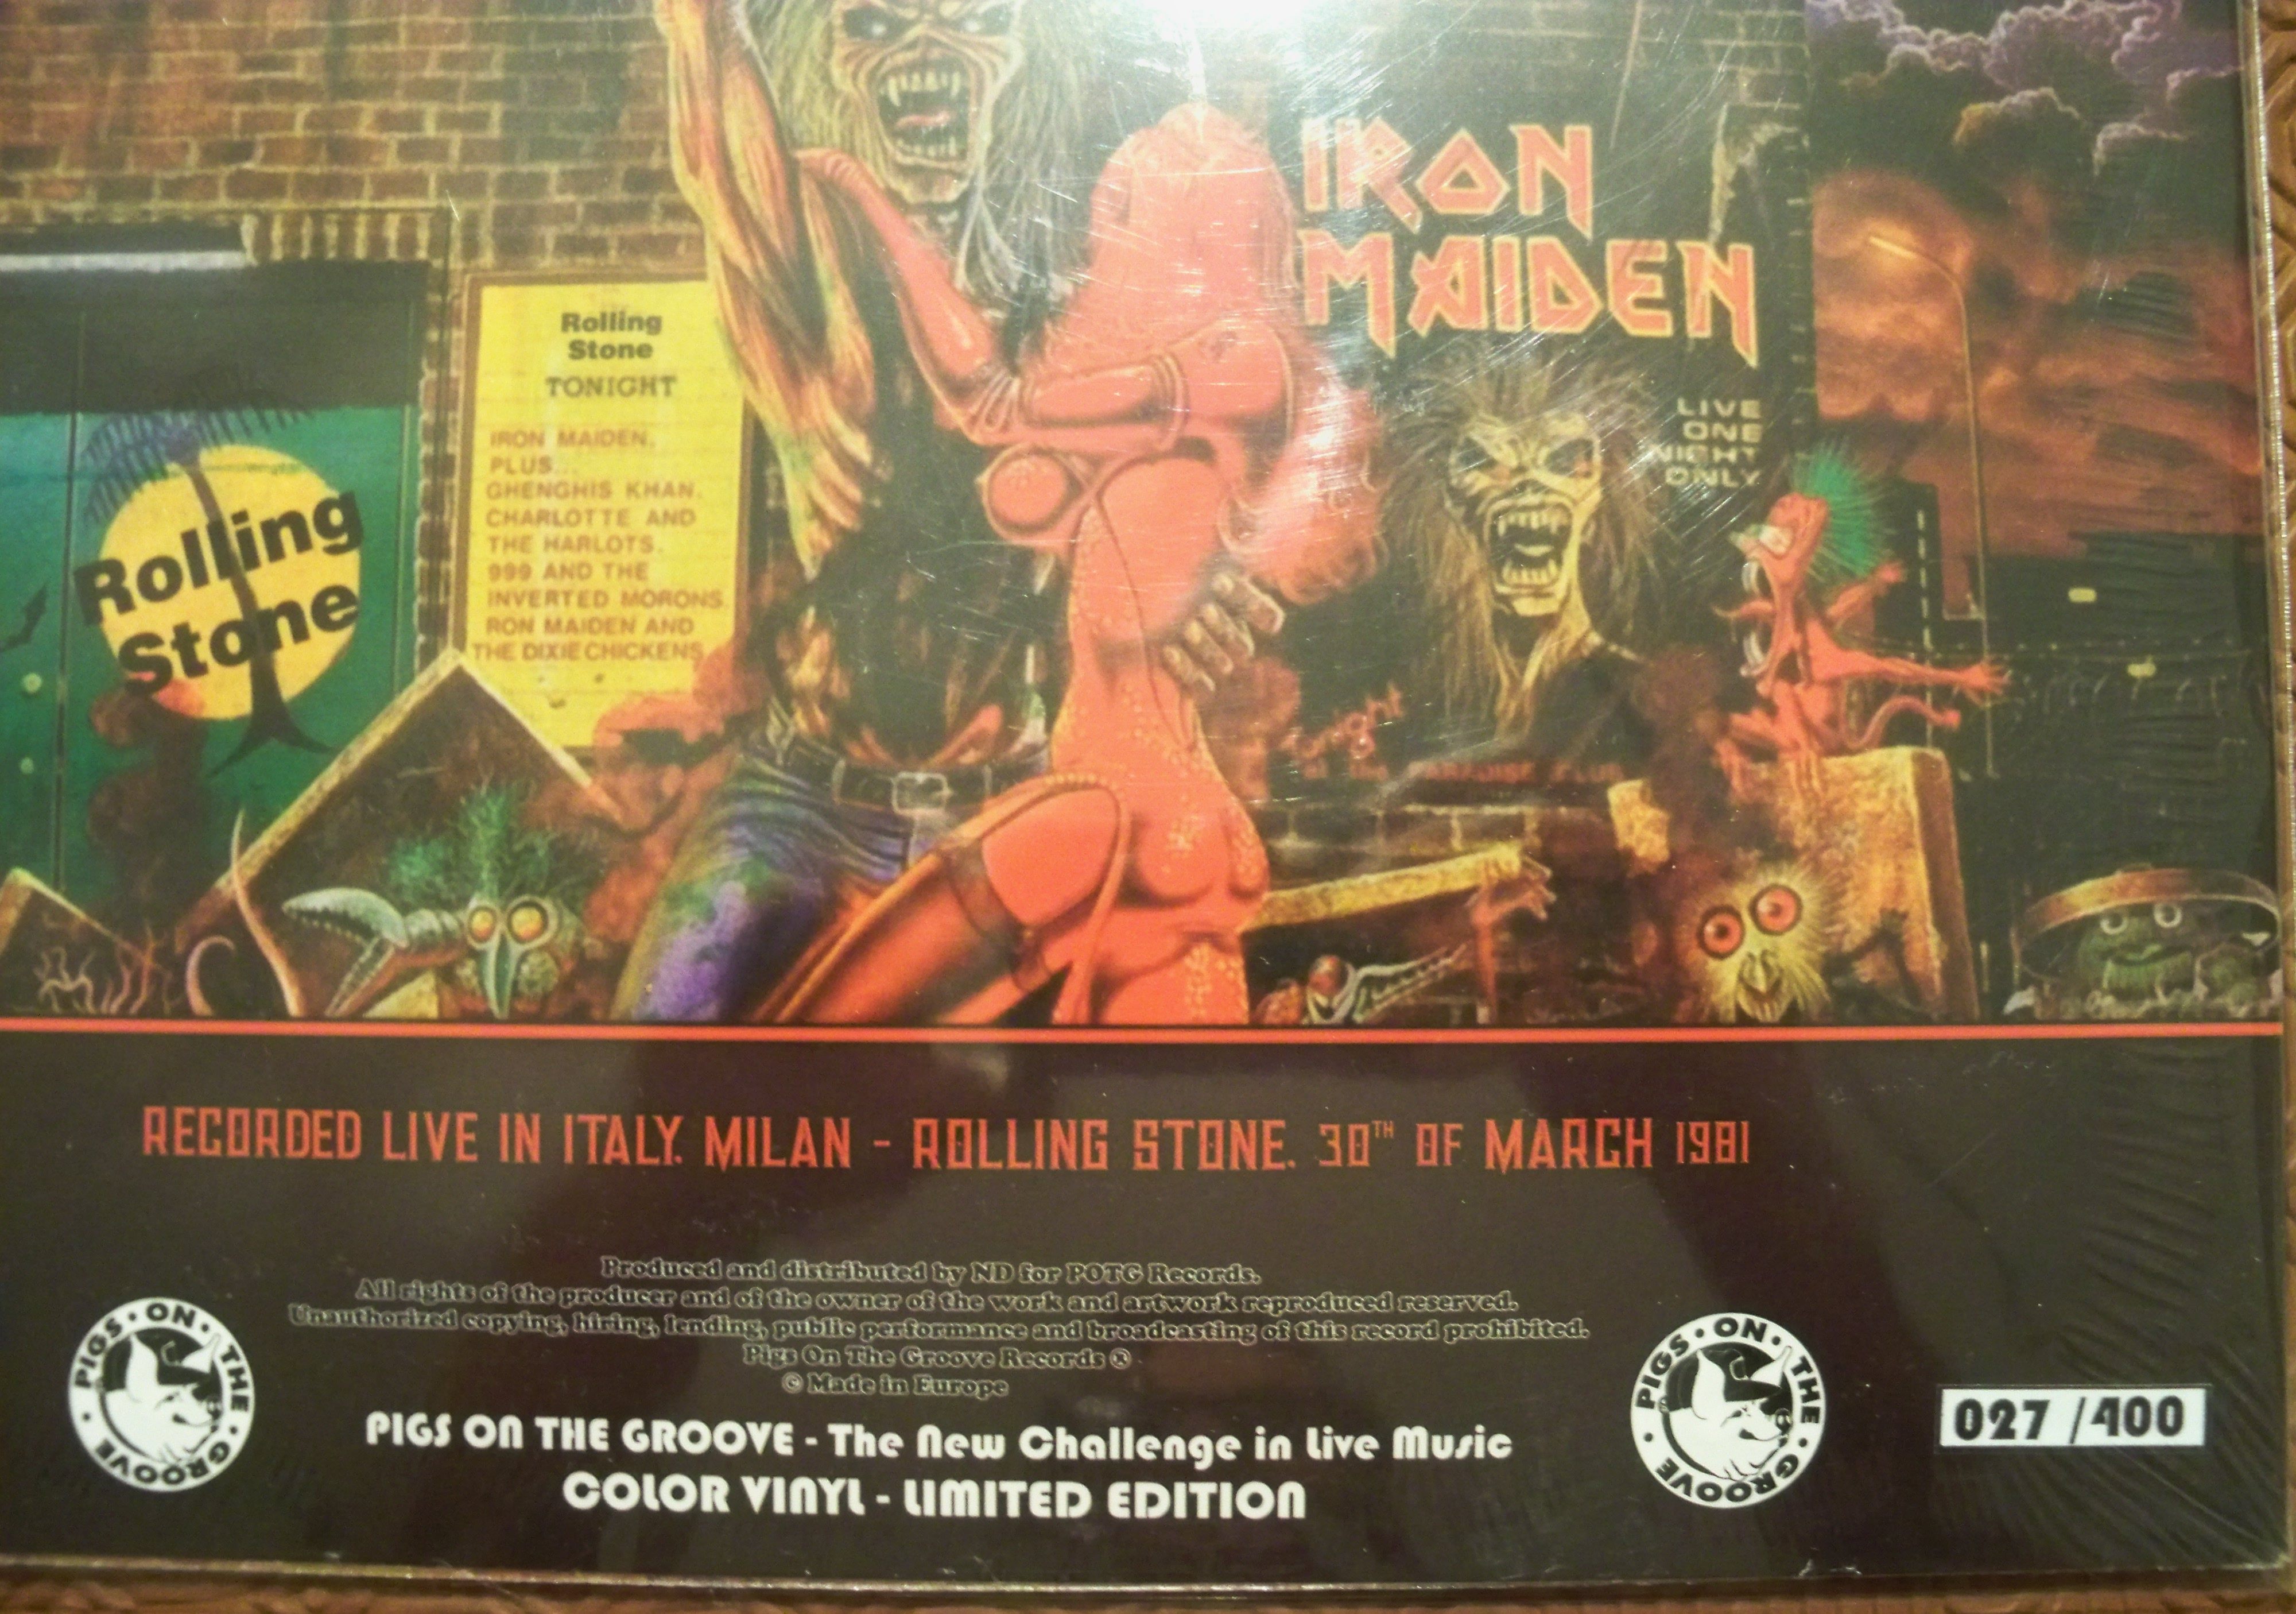 IRON
MAIDEN
LIVE
ONE
NIGHT
ONLY
Rolling
Stone
TONIGHT
IRON MAIDEN.
PLUS...
GHENGHIS KHAN.
CHARLOTTE AND
THE HARLOTS.
999 AND THE
INVERTED MORONS
RON MAIDEN AND
THE DIXIE CHICKENS
Rolling
Stone
Tonight
RECORDED LIVE IN ITALY. MILAN - ROLLING STONE. 30TH OF MARCH 1981
Produced and distributed by ND for POTG Records.
All rights of the producer and of the owner of the work and artwork reproduced reserved.
Unauthorized copying, hiring, lending, public performance and broadcasting of this record prohibited.
Pigs On The Groove Records ®
© Made in Europe
PIGS ON THE GROOVE - The New Challenge in Live Music
COLOR VINYL - LIMITED EDITION
PIGS • ON • THE • GROOVE •
PIGS • ON • THE • GROOVE •
027 /400